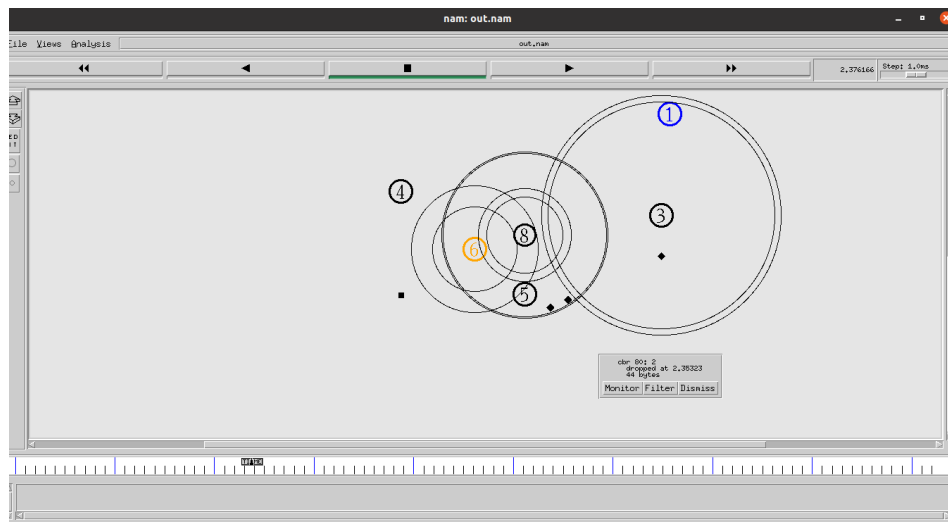 nam: out.nam
File Views Analysis
out.nam
2.376166
Step: 1.0ms
1
4
3
8
6
5
cbr 80: 2
dropped at 2.35323
44 bytes
Monitor Filter Dismiss